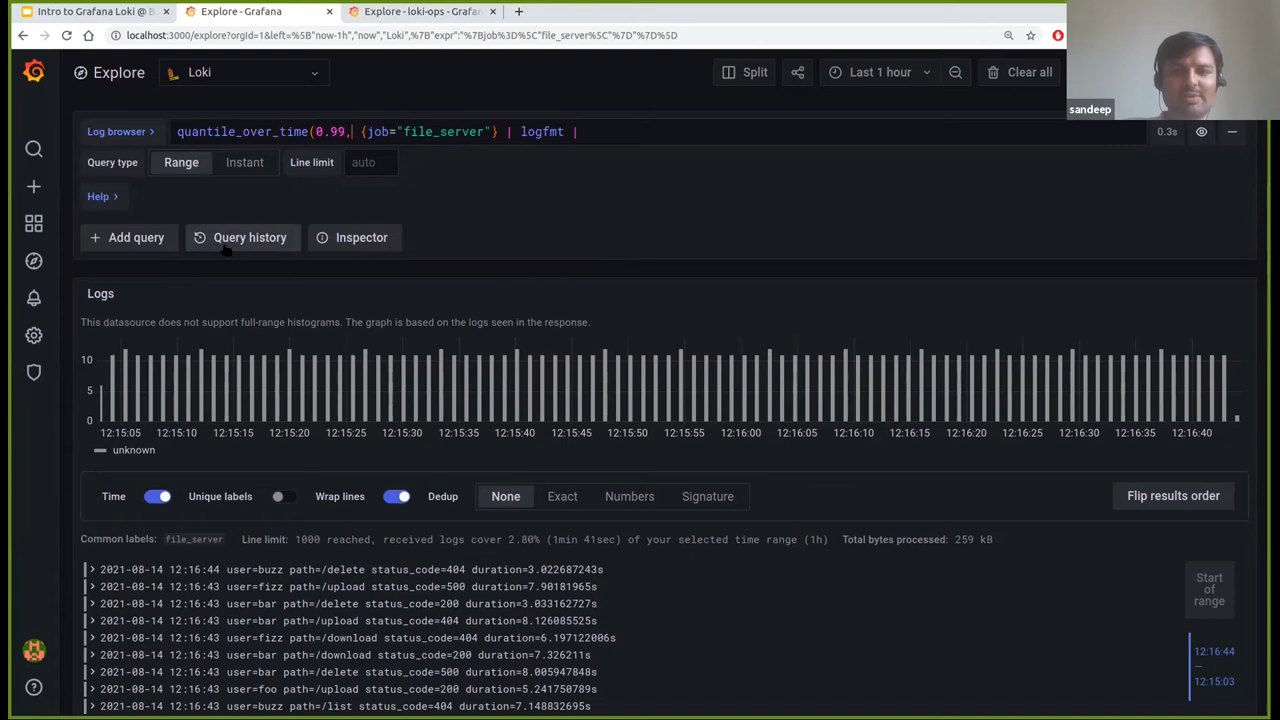 Intro to Grafana Loki @ B
Explore - Grafana
Explore - loki-ops - Grafan
localhost:3000/explore?orgId=1&left=%5B"now-1h","now","Loki",%7B"expr":"%7Bjob%3D%5C"file_server%5C"%7D"%7D%5D
Explore
Loki
Split
Last 1 hour
Clear all
sandeep
Log browser >
quantile_over_time(0.99, {job="file_server"} | logfmt |
0.3s
Query type
Range
Instant
Line limit
auto
Help >
+ Add query
Query history
Inspector
Logs
This datasource does not support full-range histograms. The graph is based on the logs seen in the response.
10
5
0
12:15:05 12:15:10 12:15:15 12:15:20 12:15:25 12:15:30 12:15:35 12:15:40 12:15:45 12:15:50 12:15:55 12:16:00 12:16:05 12:16:10 12:16:15 12:16:20 12:16:25 12:16:30 12:16:35 12:16:40
unknown
Time
Unique labels
Wrap lines
Dedup
None
Exact
Numbers
Signature
Flip results order
Common labels: file_server Line limit: 1000 reached, received logs cover 2.80% (1min 41sec) of your selected time range (1h) Total bytes processed: 259 kB
> 2021-08-14 12:16:44 user=buzz path=/delete status_code=404 duration=3.022687243s
> 2021-08-14 12:16:43 user=fizz path=/upload status_code=500 duration=7.90181965s
> 2021-08-14 12:16:43 user=bar path=/delete status_code=200 duration=3.033162727s
> 2021-08-14 12:16:43 user=bar path=/upload status_code=404 duration=8.126085525s
> 2021-08-14 12:16:43 user=fizz path=/download status_code=404 duration=6.197122006s
> 2021-08-14 12:16:43 user=bar path=/download status_code=200 duration=7.326211s
> 2021-08-14 12:16:43 user=bar path=/delete status_code=500 duration=8.005947848s
> 2021-08-14 12:16:43 user=foo path=/upload status_code=200 duration=5.241750789s
> 2021-08-14 12:16:43 user=buzz path=/list status_code=404 duration=7.148832695s
Start of range
12:16:44
—
12:15:03